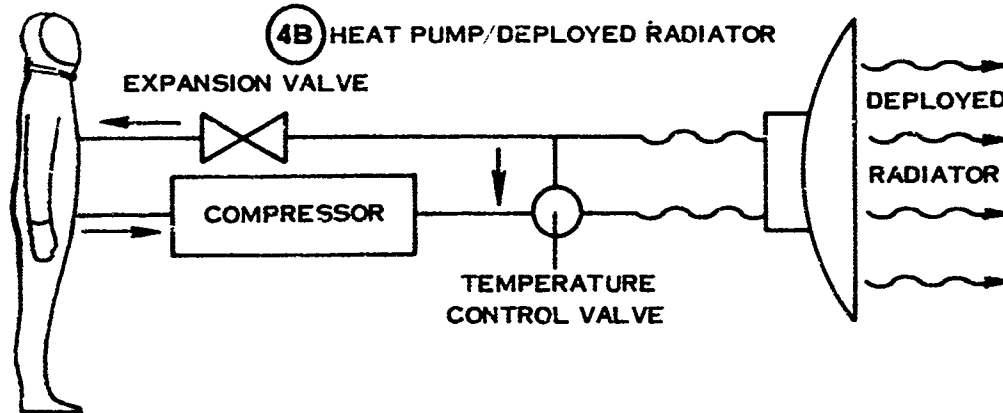 4B HEAT PUMP/DEPLOYED RADIATOR
EXPANSION VALVE
DEPLOYED
RADIATOR
COMPRESSOR
TEMPERATURE
CONTROL VALVE